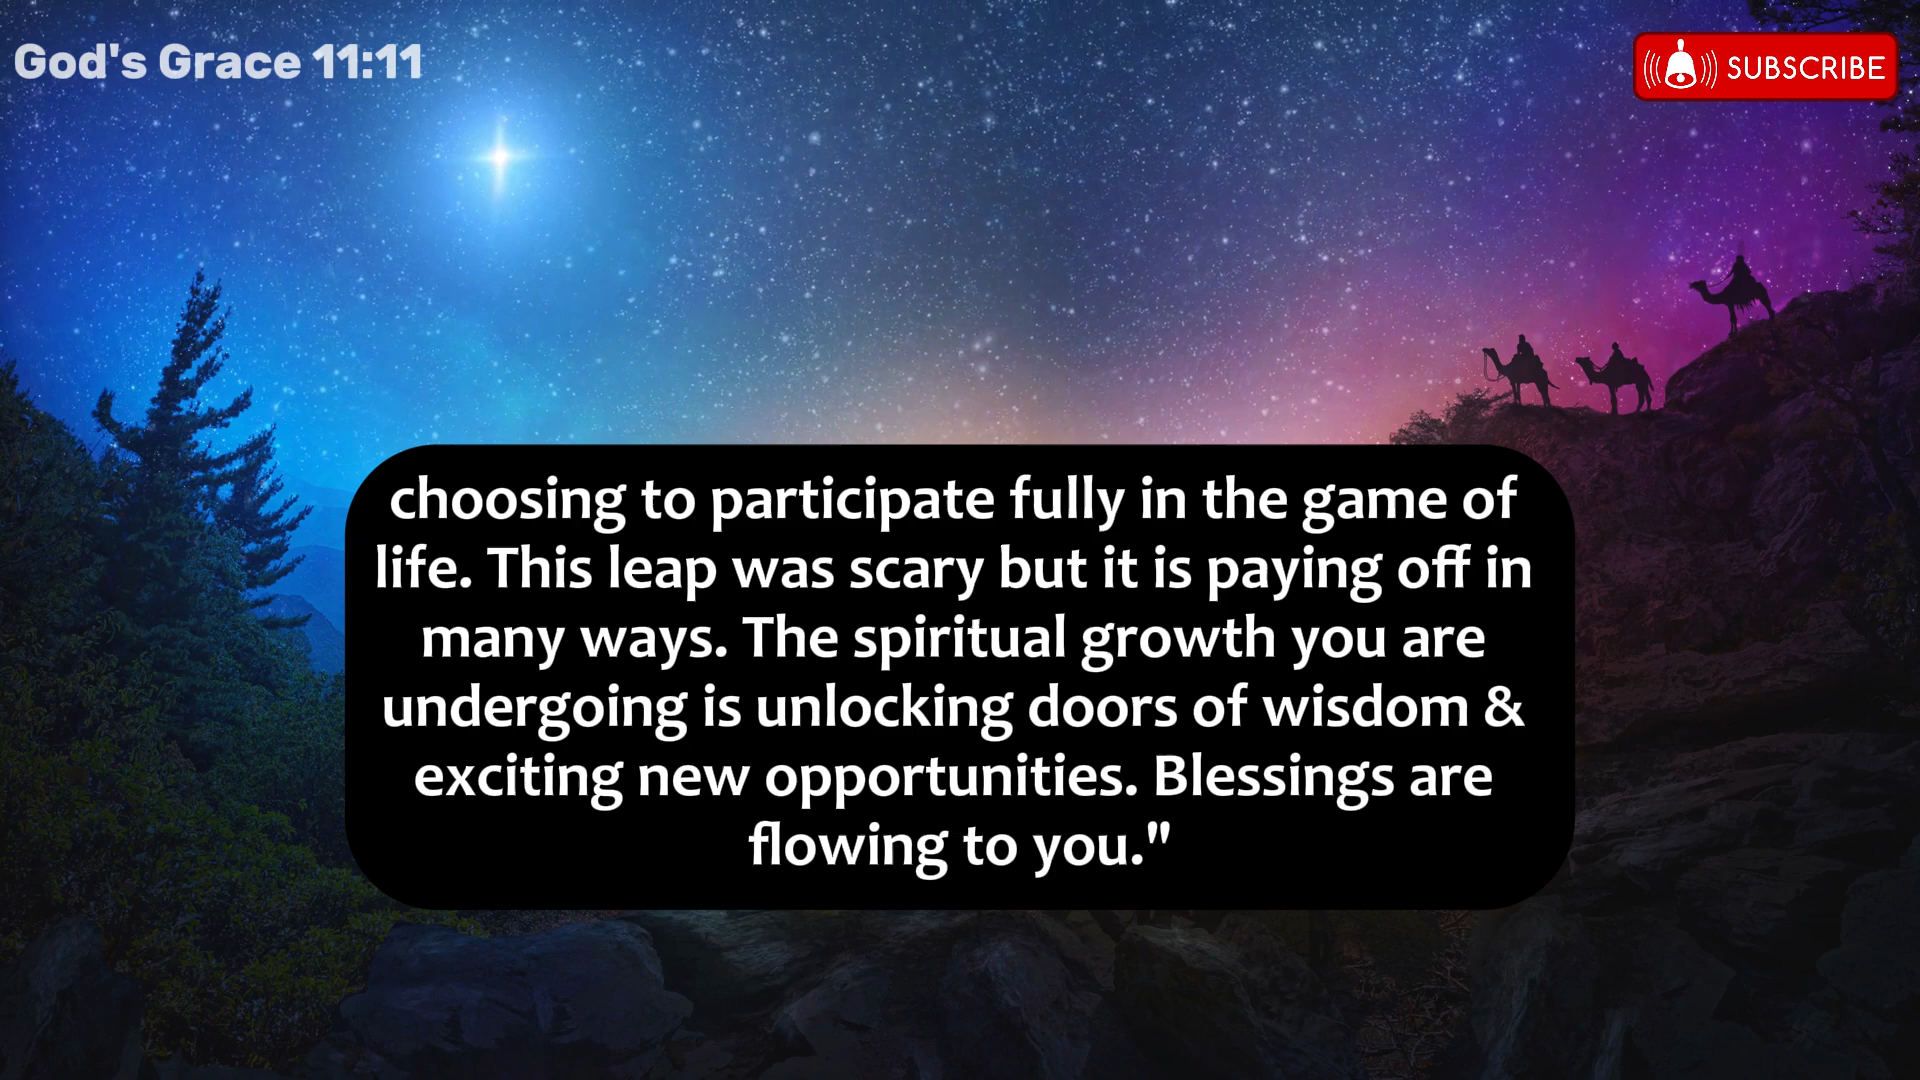 God's Grace 11:11
SUBSCRIBE
choosing to participate fully in the game of
life. This leap was scary but it is paying off in
many ways. The spiritual growth you are
undergoing is unlocking doors of wisdom &
exciting new opportunities. Blessings are
flowing to you."